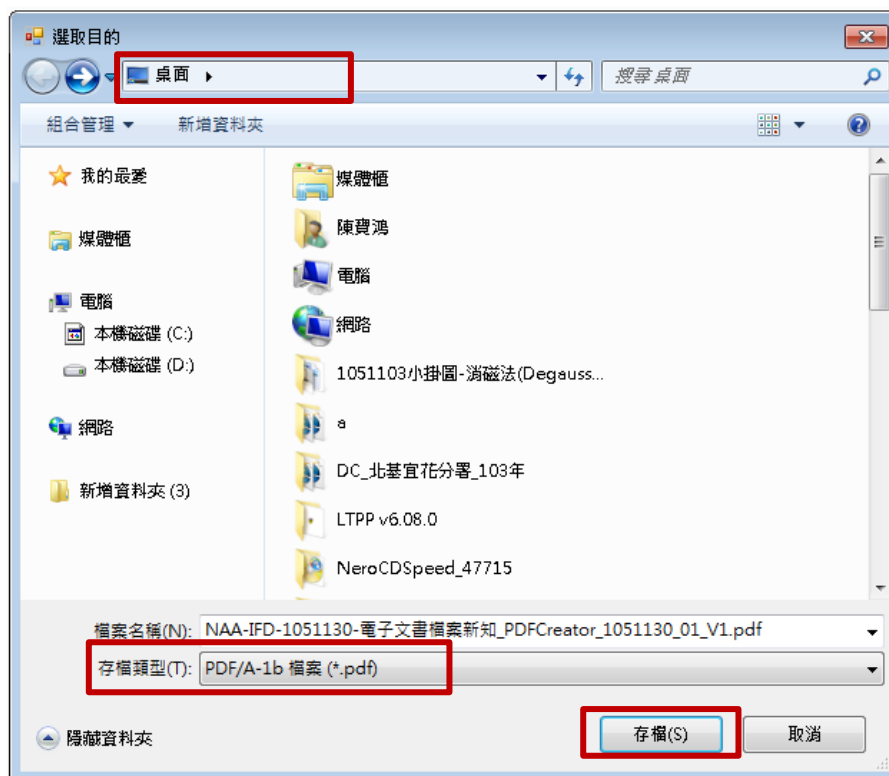 選取目的
桌面
搜尋桌面
組合管理
新增資料夾
我的最愛
媒體櫃
電腦
本機磁碟 (C:)
本機磁碟 (D:)
網路
新增資料夾 (3)
媒體櫃
陳寶鴻
電腦
網路
1051103小掛圖-消磁法(Degauss...
a
DC_北基宜花分署_103年
LTPP v6.08.0
NeroCDSpeed_47715
檔案名稱(N): NAA-IFD-1051130-電子文書檔案新知_PDFCreator_1051130_01_V1.pdf
存檔類型(T): PDF/A-1b 檔案 (*.pdf)
隱藏資料夾
存檔(S)
取消